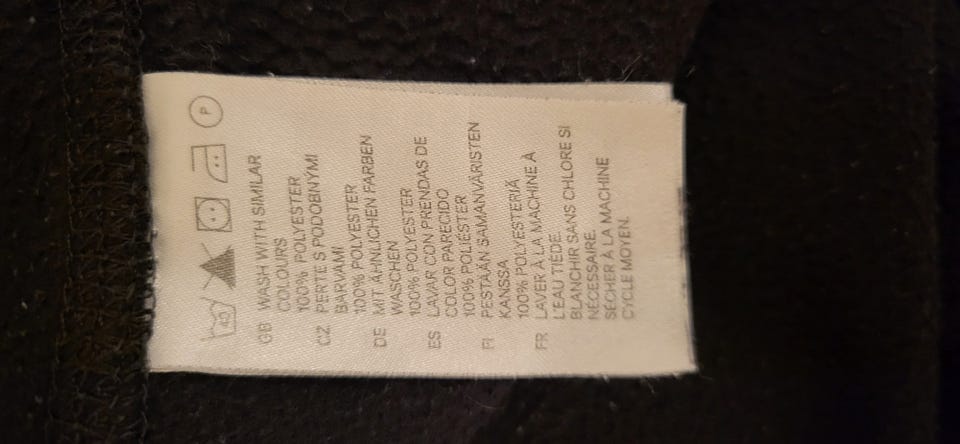 40 P
GB WASH WITH SIMILAR
COLOURS
100% POLYESTER
CZ PERTE S PODOBNÝMI
BARVAMI
100% POLYESTER
DE MIT ÄHNLICHEN FARBEN
WASCHEN
100% POLYESTER
ES LAVAR CON PRENDAS DE
COLOR PARECIDO
100% POLIÉSTER
FI PESTÄÄN SAMANVÄRISTEN
KANSSA
100% POLYESTERIÄ
FR LAVER À LA MACHINE À
L'EAU TIÈDE.
BLANCHIR SANS CHLORE SI
NÉCESSAIRE.
SÉCHER À LA MACHINE
CYCLE MOYEN.